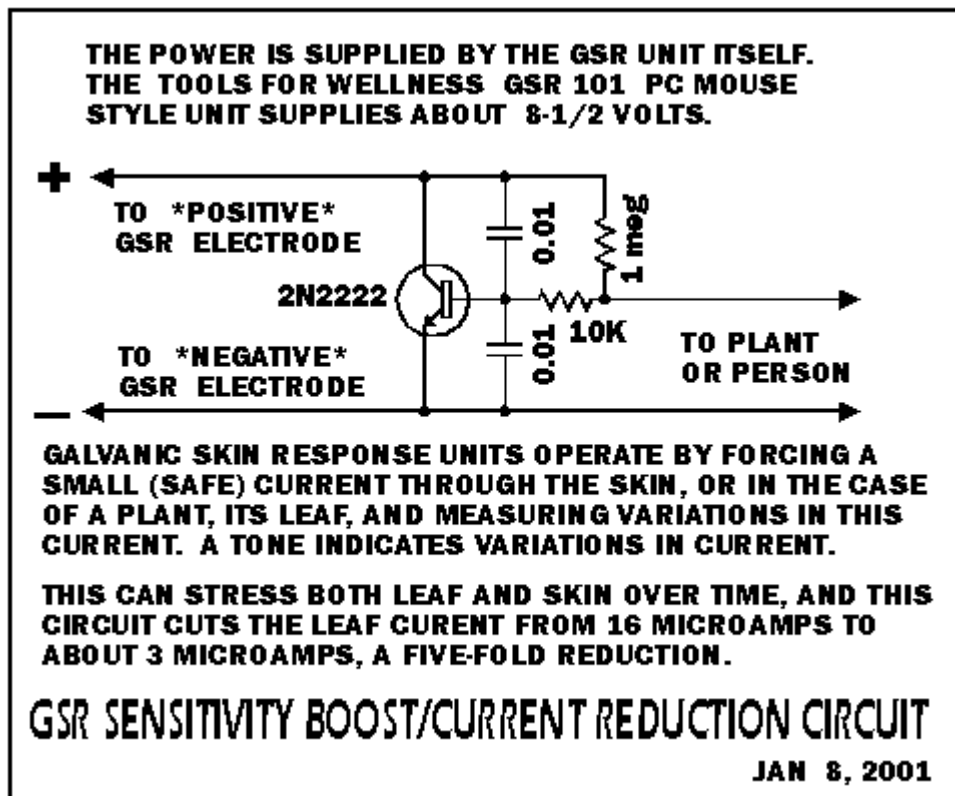 THE POWER IS SUPPLIED BY THE GSR UNIT ITSELF.
THE TOOLS FOR WELLNESS GSR 101 PC MOUSE
STYLE UNIT SUPPLIES ABOUT 8-1/2 VOLTS.
+
TO *POSITIVE*
GSR ELECTRODE
0.01
1 meg
2N2222
10K
0.01
TO *NEGATIVE*
GSR ELECTRODE
TO PLANT
OR PERSON
—
GALVANIC SKIN RESPONSE UNITS OPERATE BY FORCING A
SMALL (SAFE) CURRENT THROUGH THE SKIN, OR IN THE CASE
OF A PLANT, ITS LEAF, AND MEASURING VARIATIONS IN THIS
CURRENT. A TONE INDICATES VARIATIONS IN CURRENT.
THIS CAN STRESS BOTH LEAF AND SKIN OVER TIME, AND THIS
CIRCUIT CUTS THE LEAF CURENT FROM 16 MICROAMPS TO
ABOUT 3 MICROAMPS, A FIVE-FOLD REDUCTION.
GSR SENSITIVITY BOOST/CURRENT REDUCTION CIRCUIT
JAN 8, 2001